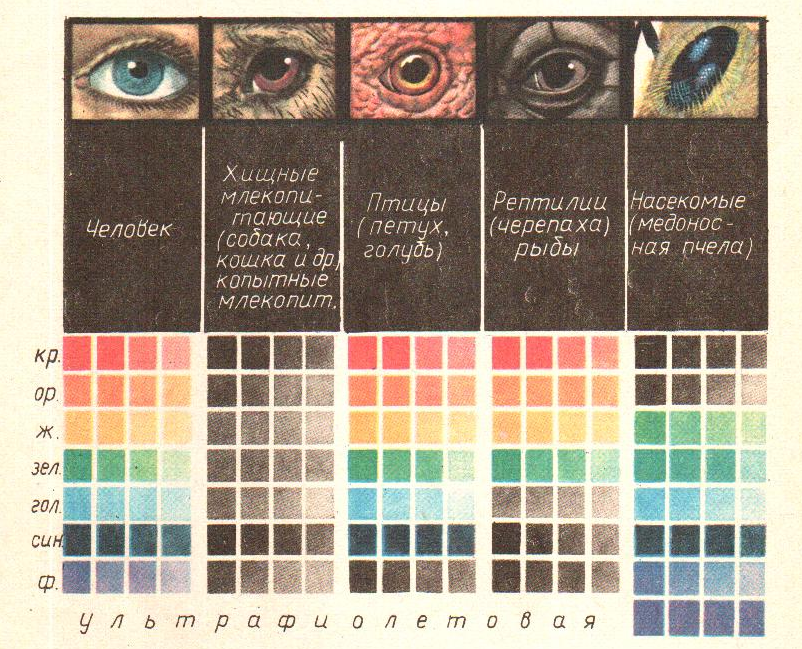 Человек
Хищные
млекопи-
тающие
(собака,
кошка и др)
копытные
млекопит.
Птицы
(петух,
голубь)
Рептилии
(черепаха)
рыбы
Насекомые
(медонос-
ная пчела)
кр.
ор.
ж.
зел.
гол.
син.
ф.
ультрафиолетовая